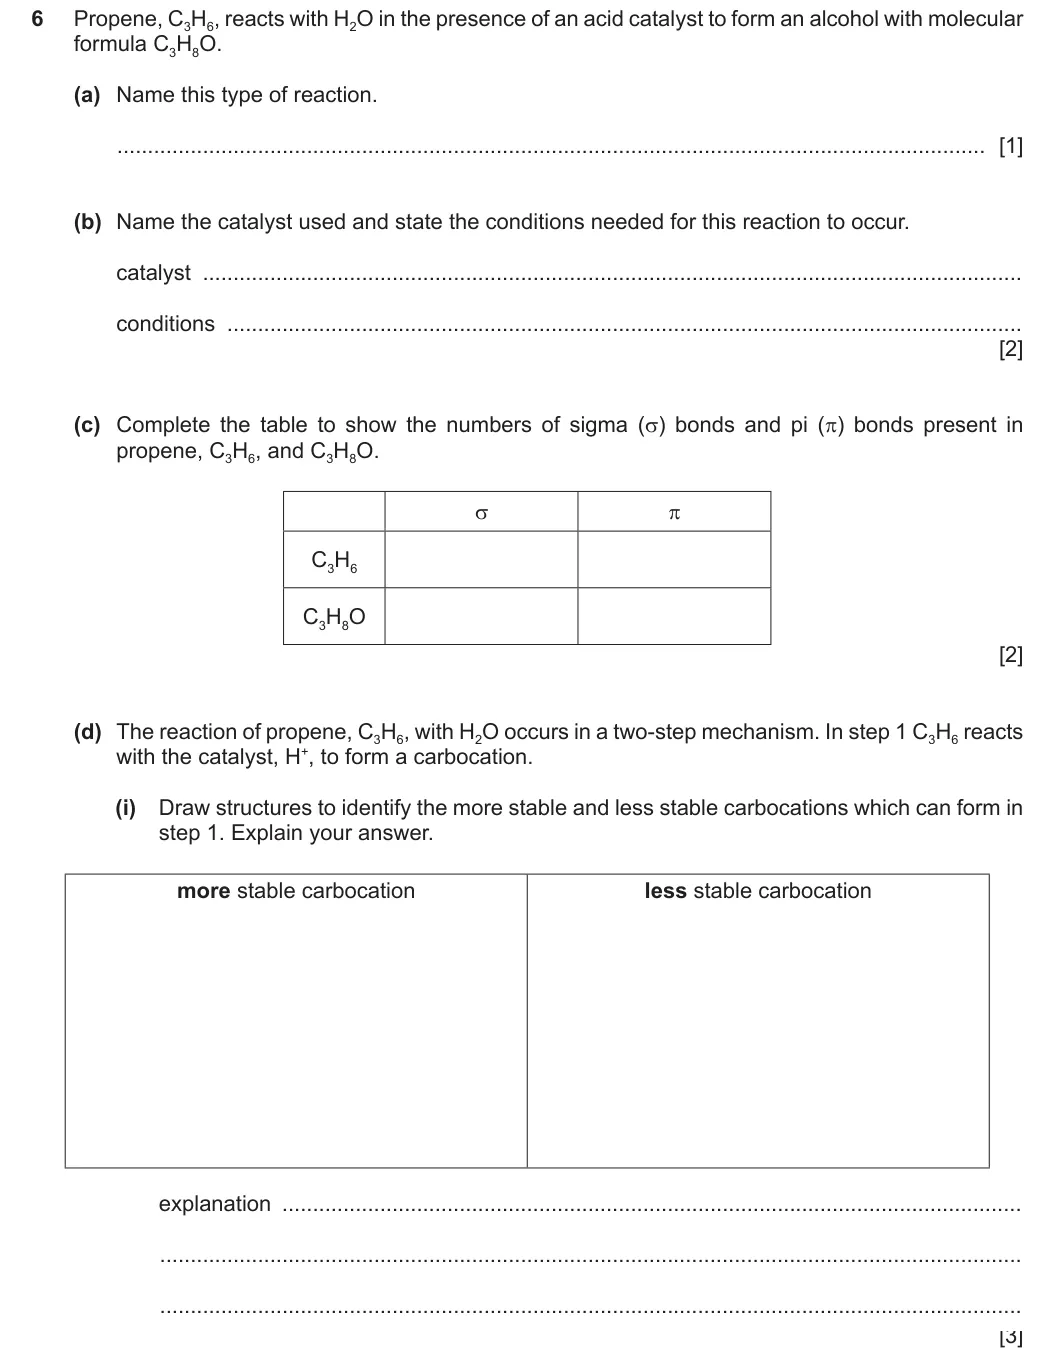 6 Propene, C₃H₆, reacts with H₂O in the presence of an acid catalyst to form an alcohol with molecular
formula C₃H₈O.
(a) Name this type of reaction.
.......................................................................................................................................... [1]
(b) Name the catalyst used and state the conditions needed for this reaction to occur.
catalyst ..................................................................................................................................
conditions ..............................................................................................................................
[2]
(c) Complete the table to show the numbers of sigma (σ) bonds and pi (π) bonds present in
propene, C₃H₆, and C₃H₈O.
σ π
C₃H₆
C₃H₈O
[2]
(d) The reaction of propene, C₃H₆, with H₂O occurs in a two-step mechanism. In step 1 C₃H₆ reacts
with the catalyst, H⁺, to form a carbocation.
(i) Draw structures to identify the more stable and less stable carbocations which can form in
step 1. Explain your answer.
more stable carbocation less stable carbocation
explanation ......................................................................................................................
..........................................................................................................................................
..........................................................................................................................................
[3]